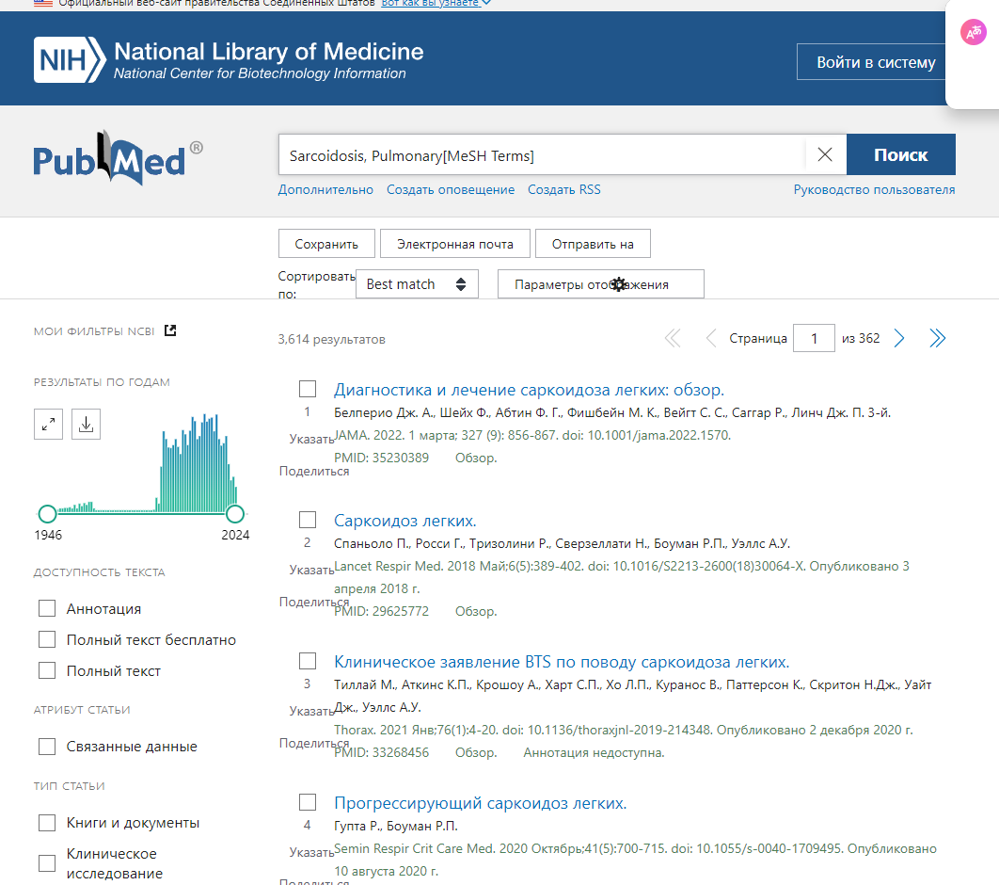 Официальный веб-сайт правительства Соединенных Штатов Вот как вы узнаете
NIH National Library of Medicine
National Center for Biotechnology Information
Войти в систему
PubMed®
Sarcoidosis, Pulmonary[MeSH Terms]
Поиск
Дополнительно Создать оповещение Создать RSS Руководство пользователя
Сохранить Электронная почта Отправить на
Сортировать по: Best match Параметры отображения
МОИ ФИЛЬТРЫ NCBI
3,614 результатов
Страница 1 из 362
РЕЗУЛЬТАТЫ ПО ГОДАМ
1946 2024
ДОСТУПНОСТЬ ТЕКСТА
Аннотация
Полный текст бесплатно
Полный текст
АТРИБУТ СТАТЬИ
Связанные данные
ТИП СТАТЬИ
Книги и документы
Клиническое
исследование
Диагностика и лечение саркоидоза легких: обзор.
1
Белперио Дж. А., Шейх Ф., Абтин Ф. Г., Фишбейн М. К., Вейгт С. С., Саггар Р., Линч Дж. П. 3-й.
Указать
JAMA. 2022. 1 марта; 327 (9): 856-867. doi: 10.1001/jama.2022.1570.
PMID: 35230389 Обзор.
Поделиться
Саркоидоз легких.
2
Спаньоло П., Росси Г., Тризолини Р., Сверзеллати Н., Боуман Р.П., Уэллс А.У.
Указать
Lancet Respir Med. 2018 Май;6(5):389-402. doi: 10.1016/S2213-2600(18)30064-X. Опубликовано 3
апреля 2018 г.
Поделиться
PMID: 29625772 Обзор.
Клиническое заявление BTS по поводу саркоидоза легких.
3
Тиллай М., Аткинс К.П., Крошоу А., Харт С.П., Хо Л.П., Куранос В., Паттерсон К., Скритон Н.Дж., Уайт
Дж., Уэллс А.У.
Указать
Thorax. 2021 Янв;76(1):4-20. doi: 10.1136/thoraxjnl-2019-214348. Опубликовано 2 декабря 2020 г.
Поделиться
PMID: 33268456 Обзор. Аннотация недоступна.
Прогрессирующий саркоидоз легких.
4
Гупта Р., Боуман Р.П.
Указать
Semin Respir Crit Care Med. 2020 Октябрь;41(5):700-715. doi: 10.1055/s-0040-1709495. Опубликовано
10 августа 2020 г.
Поделиться